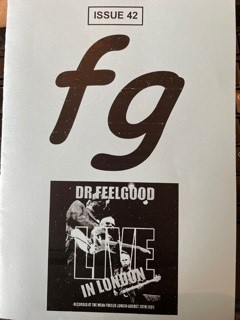 ISSUE 42
fg
DR FEELGOOD
LIVE
IN LONDON